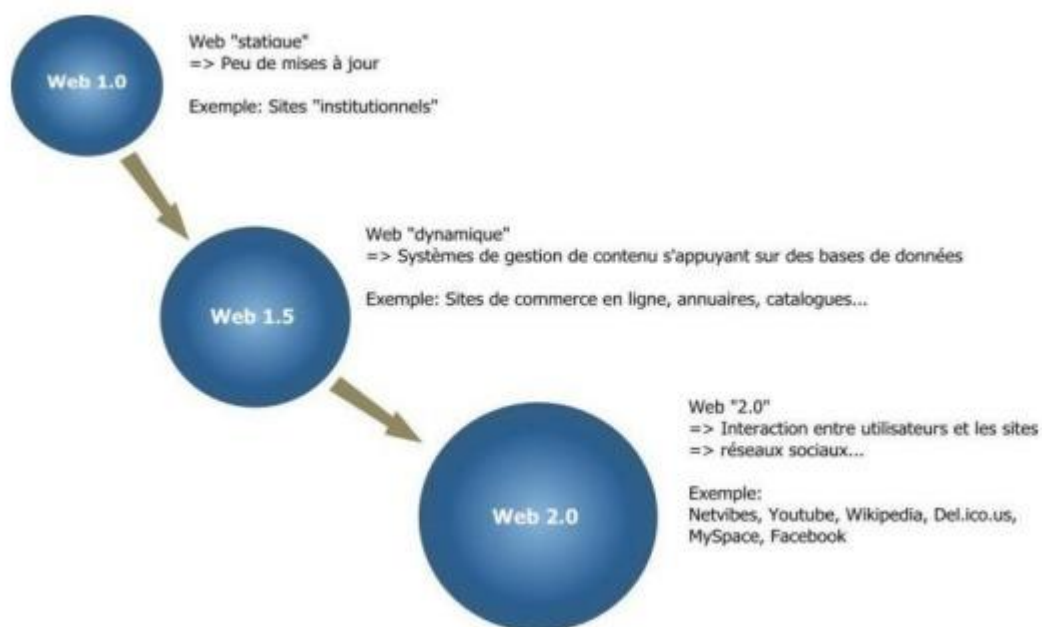 Web 1.0
Web "statique"
=> Peu de mises à jour
Exemple: Sites "institutionnels"
Web 1.5
Web "dynamique"
=> Systèmes de gestion de contenu s'appuyant sur des bases de données
Exemple: Sites de commerce en ligne, annuaires, catalogues...
Web 2.0
Web "2.0"
=> Interaction entre utilisateurs et les sites
=> réseaux sociaux...
Exemple:
Netvibes, Youtube, Wikipedia, Del.ico.us,
MySpace, Facebook